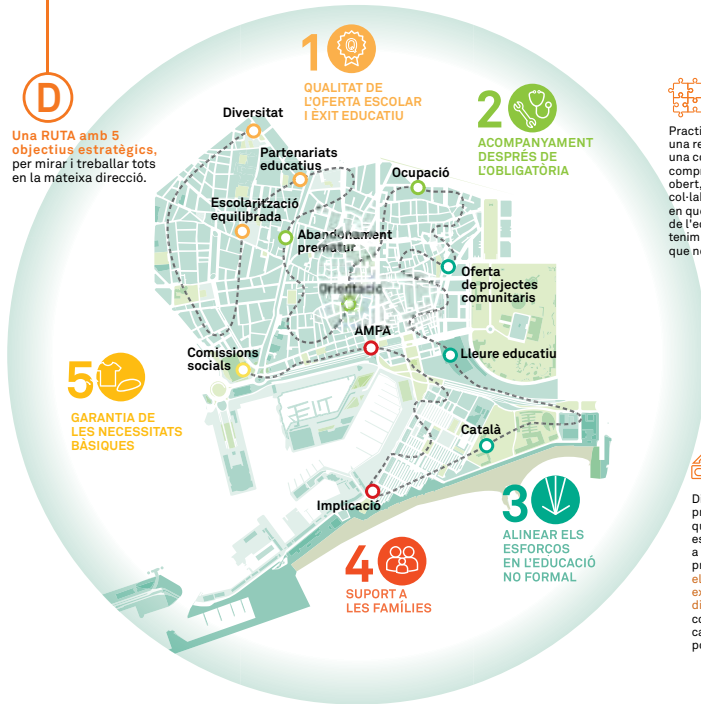 D
Una RUTA amb 5
objectius estratègics,
per mirar i treballar tots
en la mateixa direcció.
1
QUALITAT DE
L'OFERTA ESCOLAR
I ÈXIT EDUCATIU
2
ACOMPANYAMENT
DESPRÉS DE
L'OBLIGATÒRIA
Diversitat
Partenariats
educatius
Ocupació
Escolarització
equilibrada
Abandonament
prematur
Oferta
de projectes
comunitaris
Orientació
AMPA
Lleure educatiu
Comissions
socials
5
GARANTIA DE
LES NECESSITATS
BÀSIQUES
Català
Implicació
3
ALINEAR ELS
ESFORÇOS
EN L'EDUCACIÓ
NO FORMAL
4
SUPORT A
LES FAMÍLIES
Practi
una re
una co
compr
obert,
col·lab
en que
de l'e
tenim
que n
D
pr
qu
es
a
pr
el
ex
di
co
ca
po